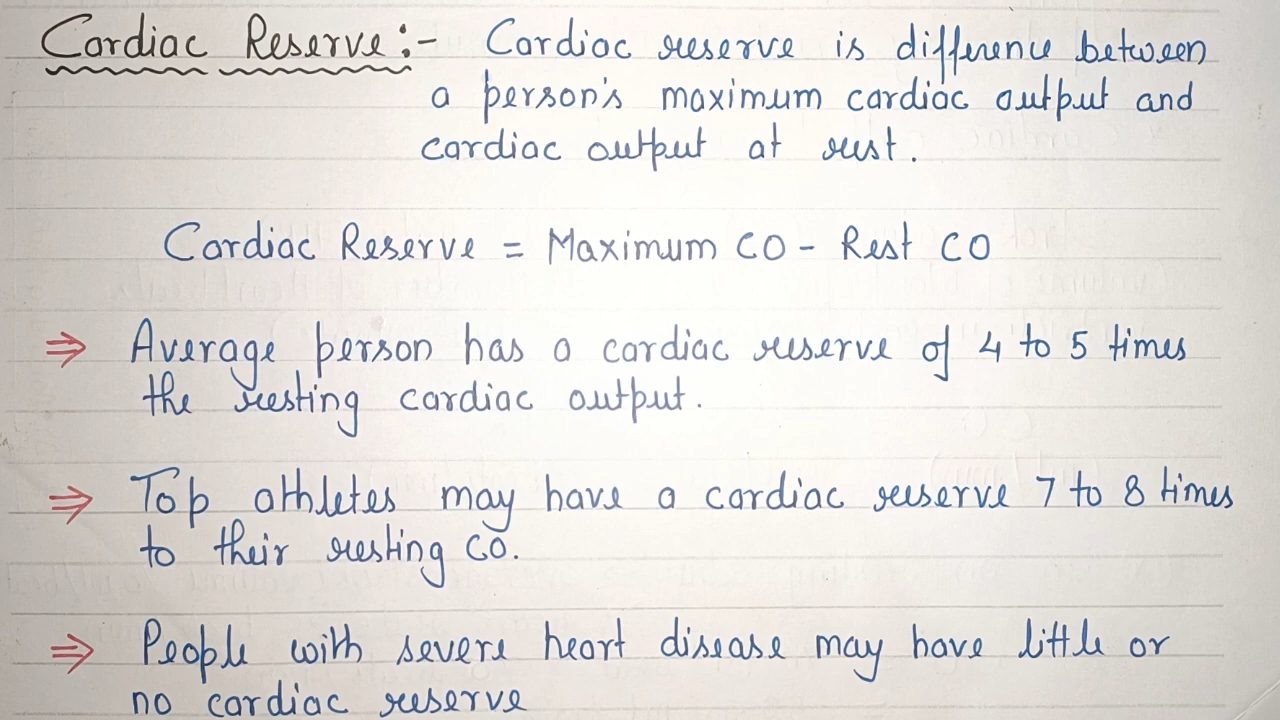 Cardiac Reserve :- Cardiac reserve is difference between
a person's maximum cardiac output and
cardiac output at rest.
Cardiac Reserve = Maximum CO - Rest CO
⇒ Average person has a cardiac reserve of 4 to 5 times
the resting cardiac output.
⇒ Top athletes may have a cardiac reserve 7 to 8 times
to their resting CO.
⇒ People with severe heart disease may have little or
no cardiac reserve